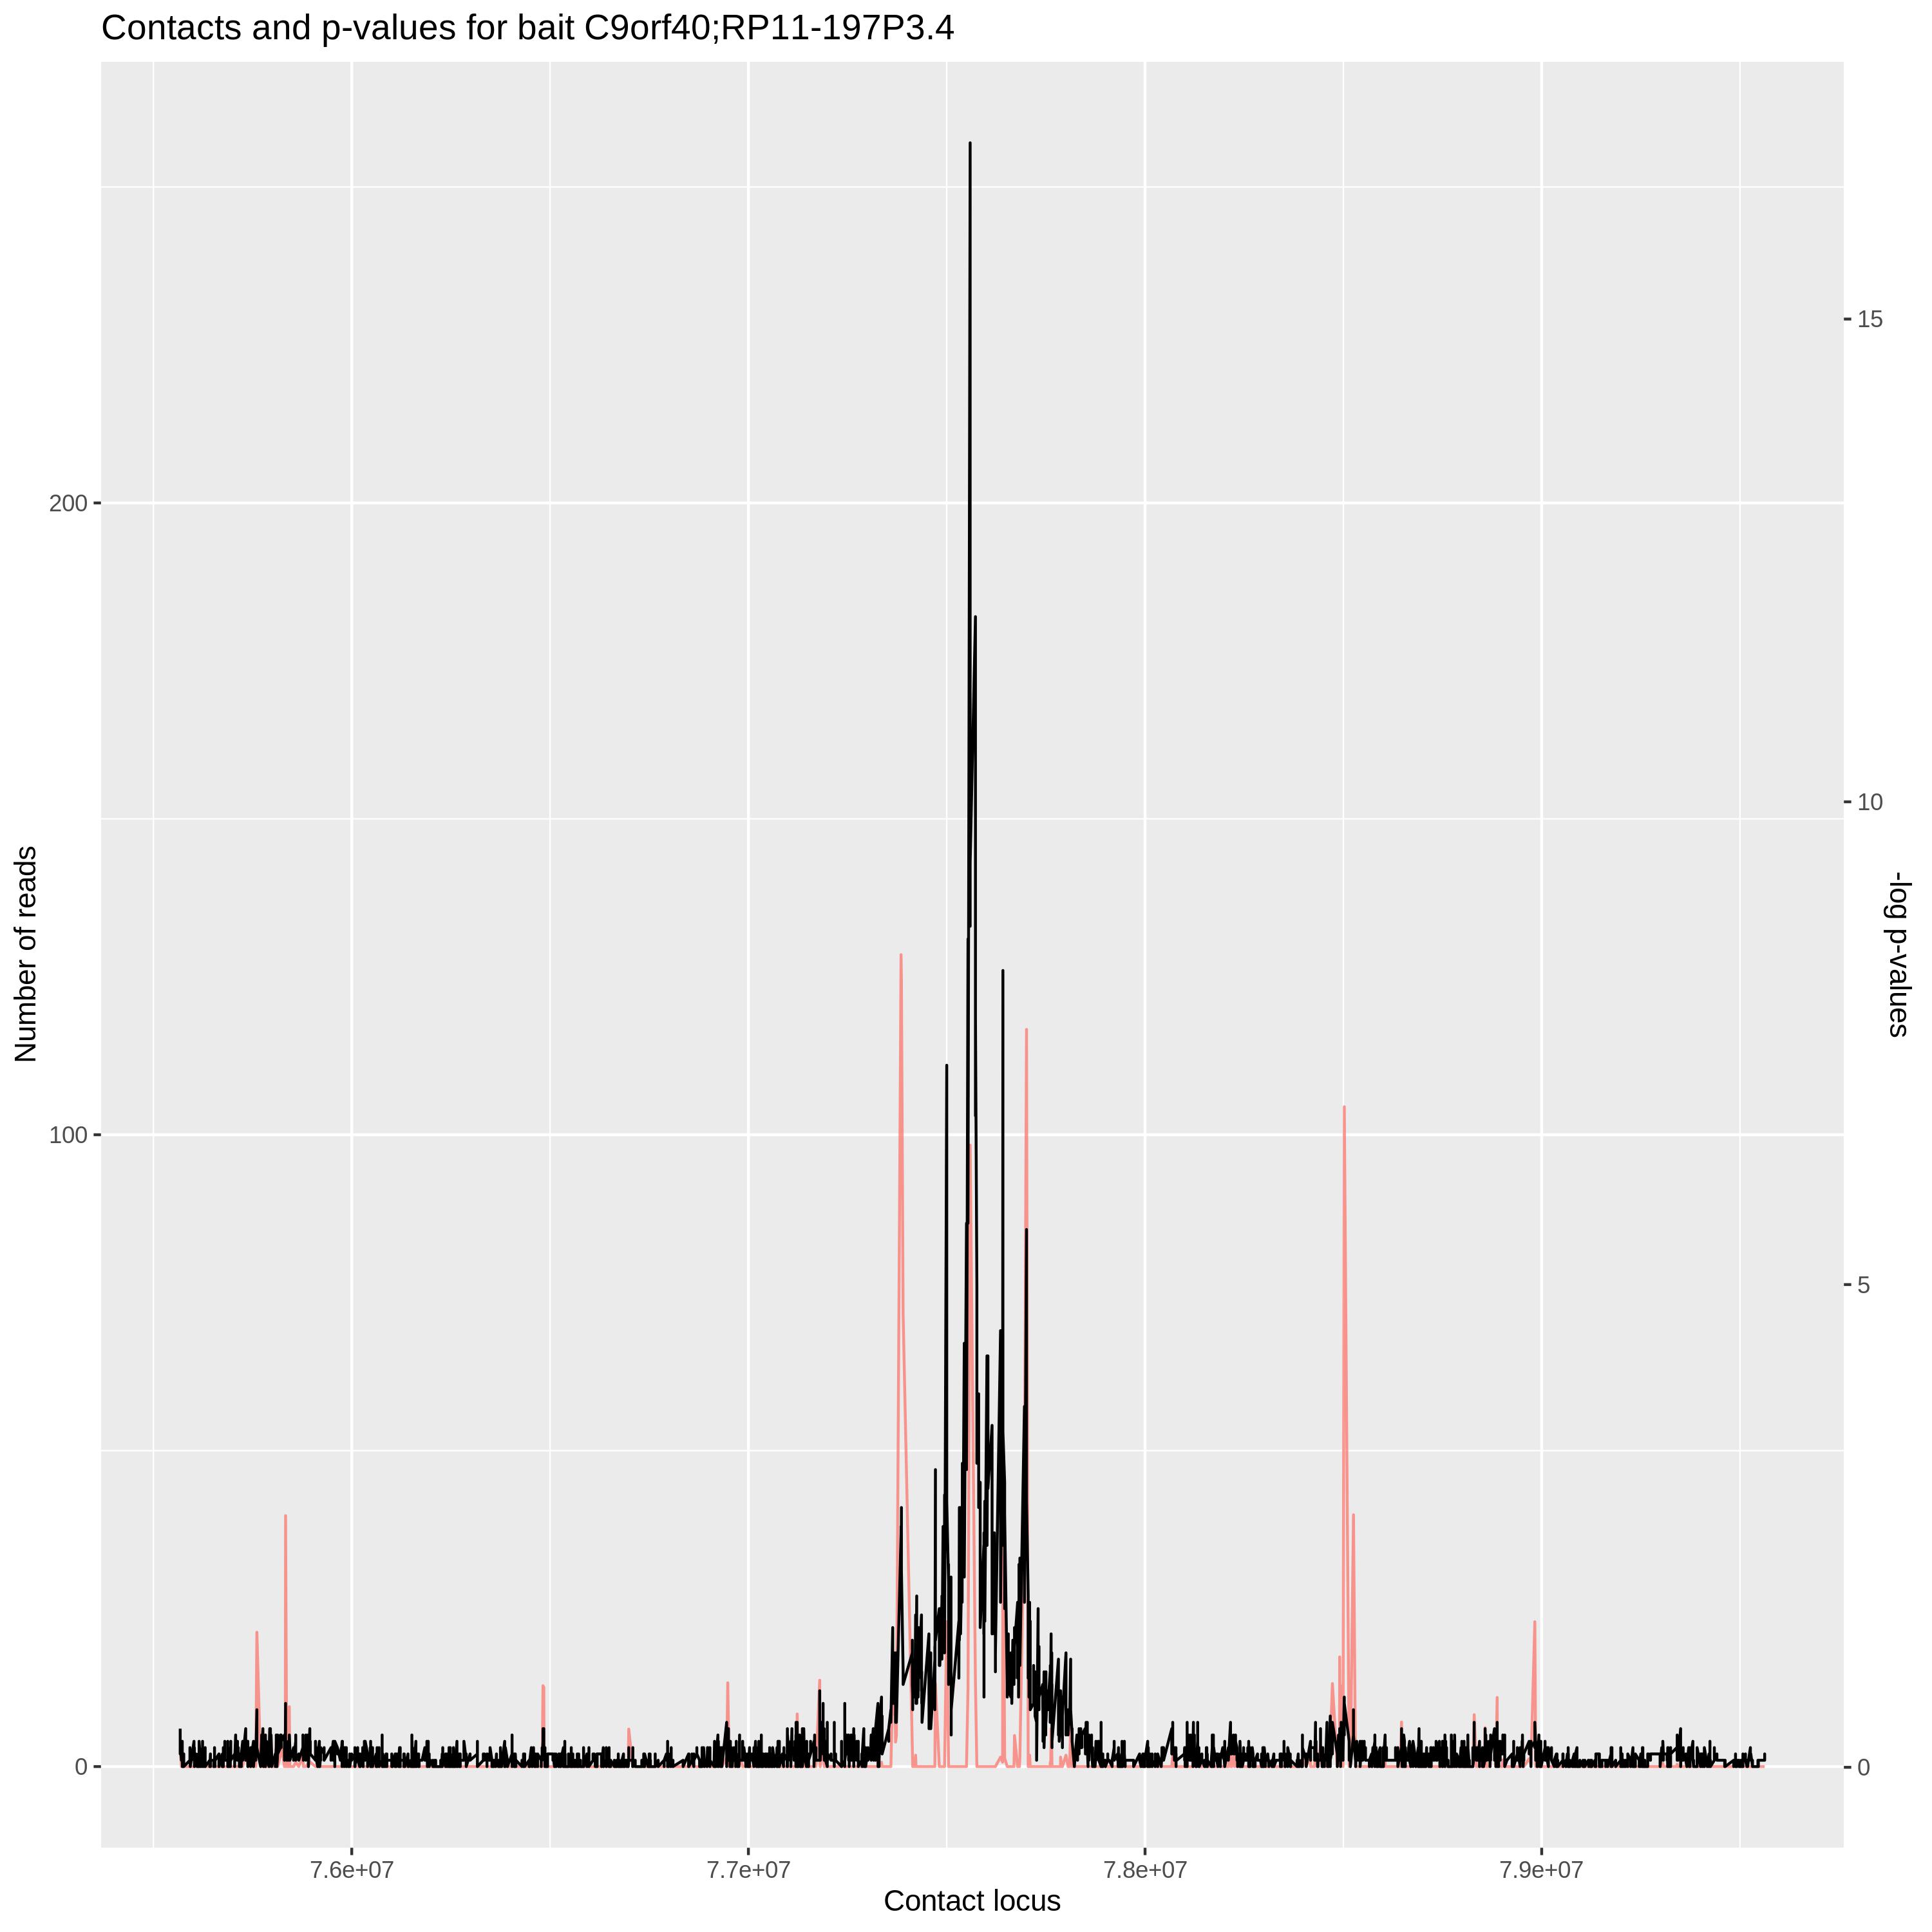 Contacts and p-values for bait C9orf40;RP11-197P3.4
Number of reads
200
100
0
15
10
5
0
-log p-values
7.6e+07
7.7e+07
7.8e+07
7.9e+07
Contact locus